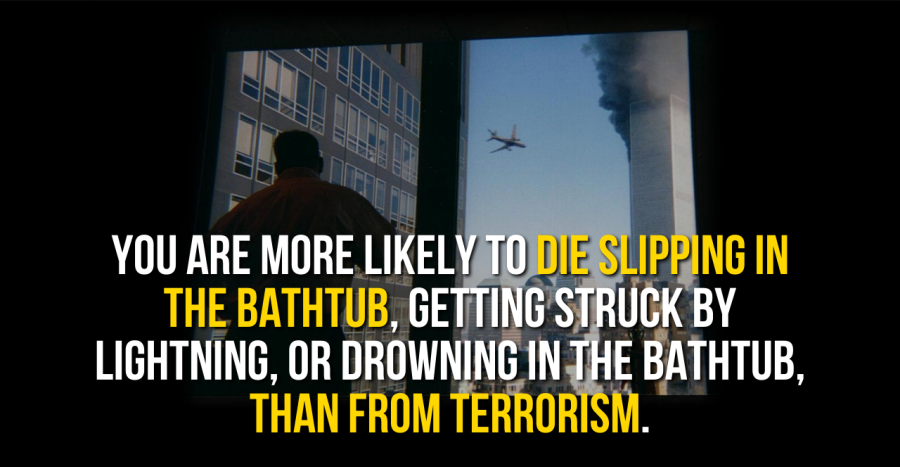 YOU ARE MORE LIKELY TO DIE SLIPPING IN
THE BATHTUB, GETTING STRUCK BY
LIGHTNING, OR DROWNING IN THE BATHTUB,
THAN FROM TERRORISM.